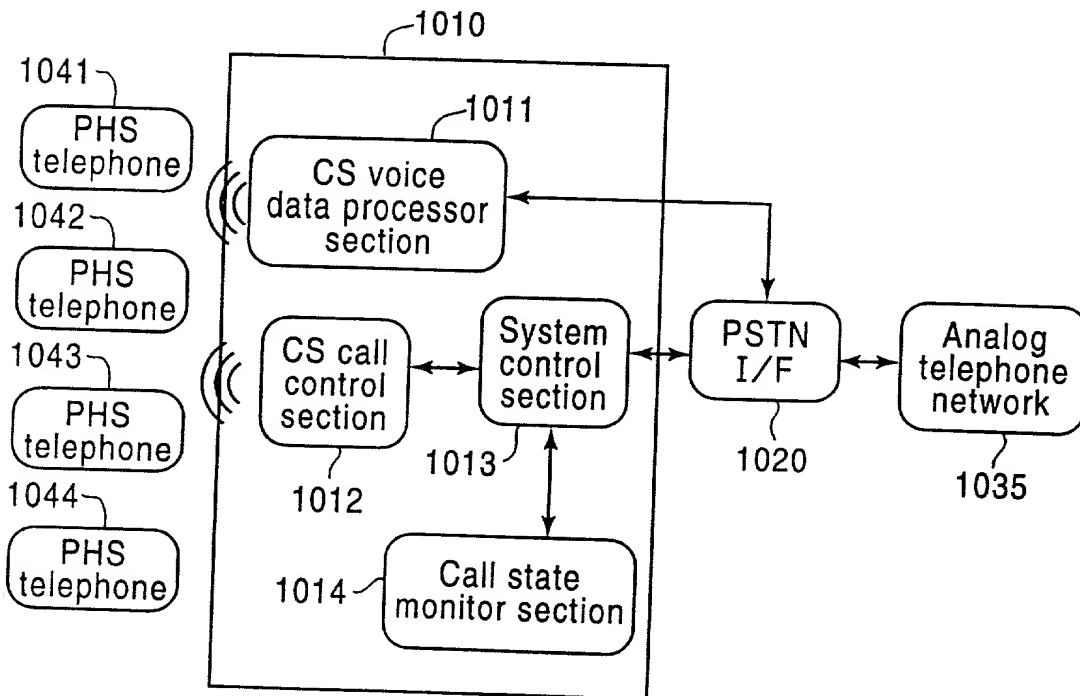 1010
1041
PHS
telephone
1011
CS voice
data processor
section
1042
PHS
telephone
1043
PHS
telephone
CS call
control
section
1012
System
control
section
1013
PSTN
I/F
1020
Analog
telephone
network
1035
1044
PHS
telephone
1014
Call state
monitor section